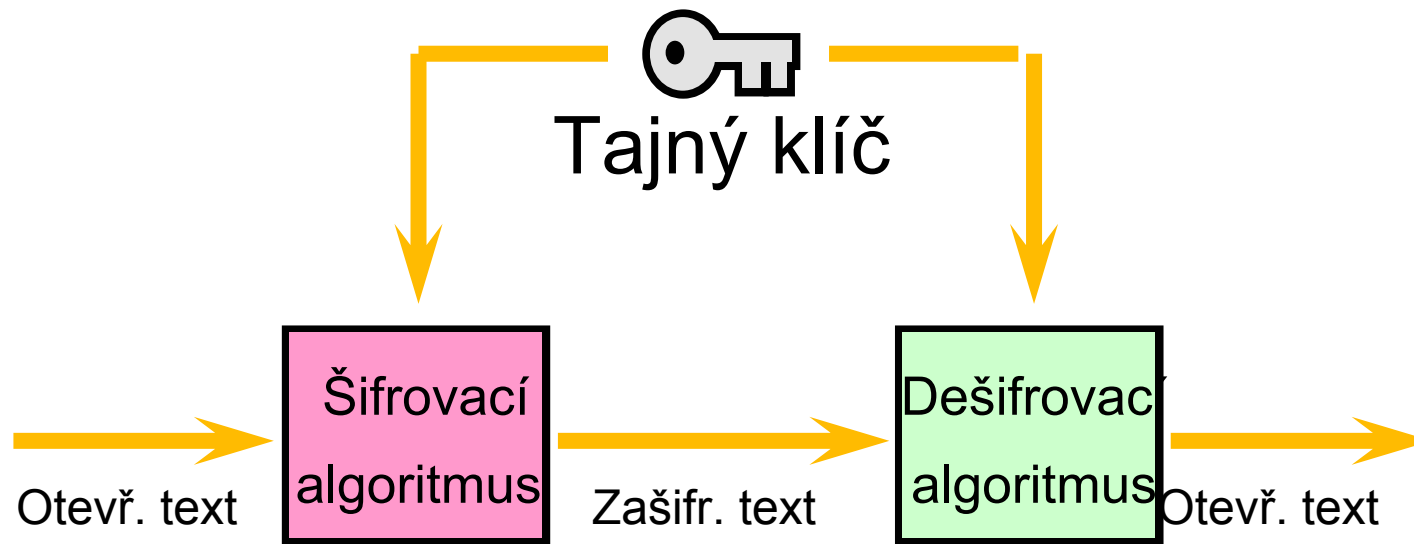 Tajný klíč
Šifrovací
algoritmus
Dešifrovací
algoritmus
Otevř. text
Zašifr. text
Otevř. text